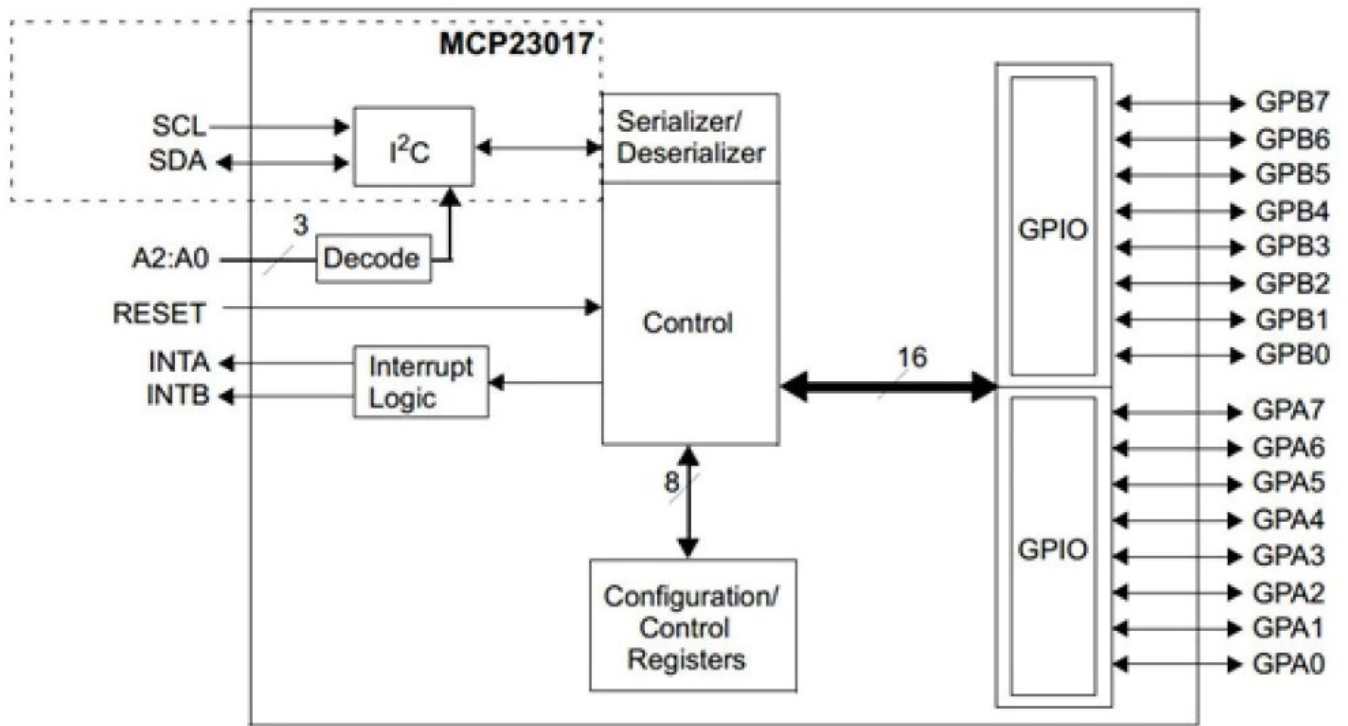 MCP23017
SCL
SDA
I²C
Serializer/
Deserializer
A2:A0
3
Decode
RESET
Control
INTA
INTB
Interrupt
Logic
16
8
Configuration/
Control
Registers
GPIO
GPB7
GPB6
GPB5
GPB4
GPB3
GPB2
GPB1
GPB0
GPIO
GPA7
GPA6
GPA5
GPA4
GPA3
GPA2
GPA1
GPA0